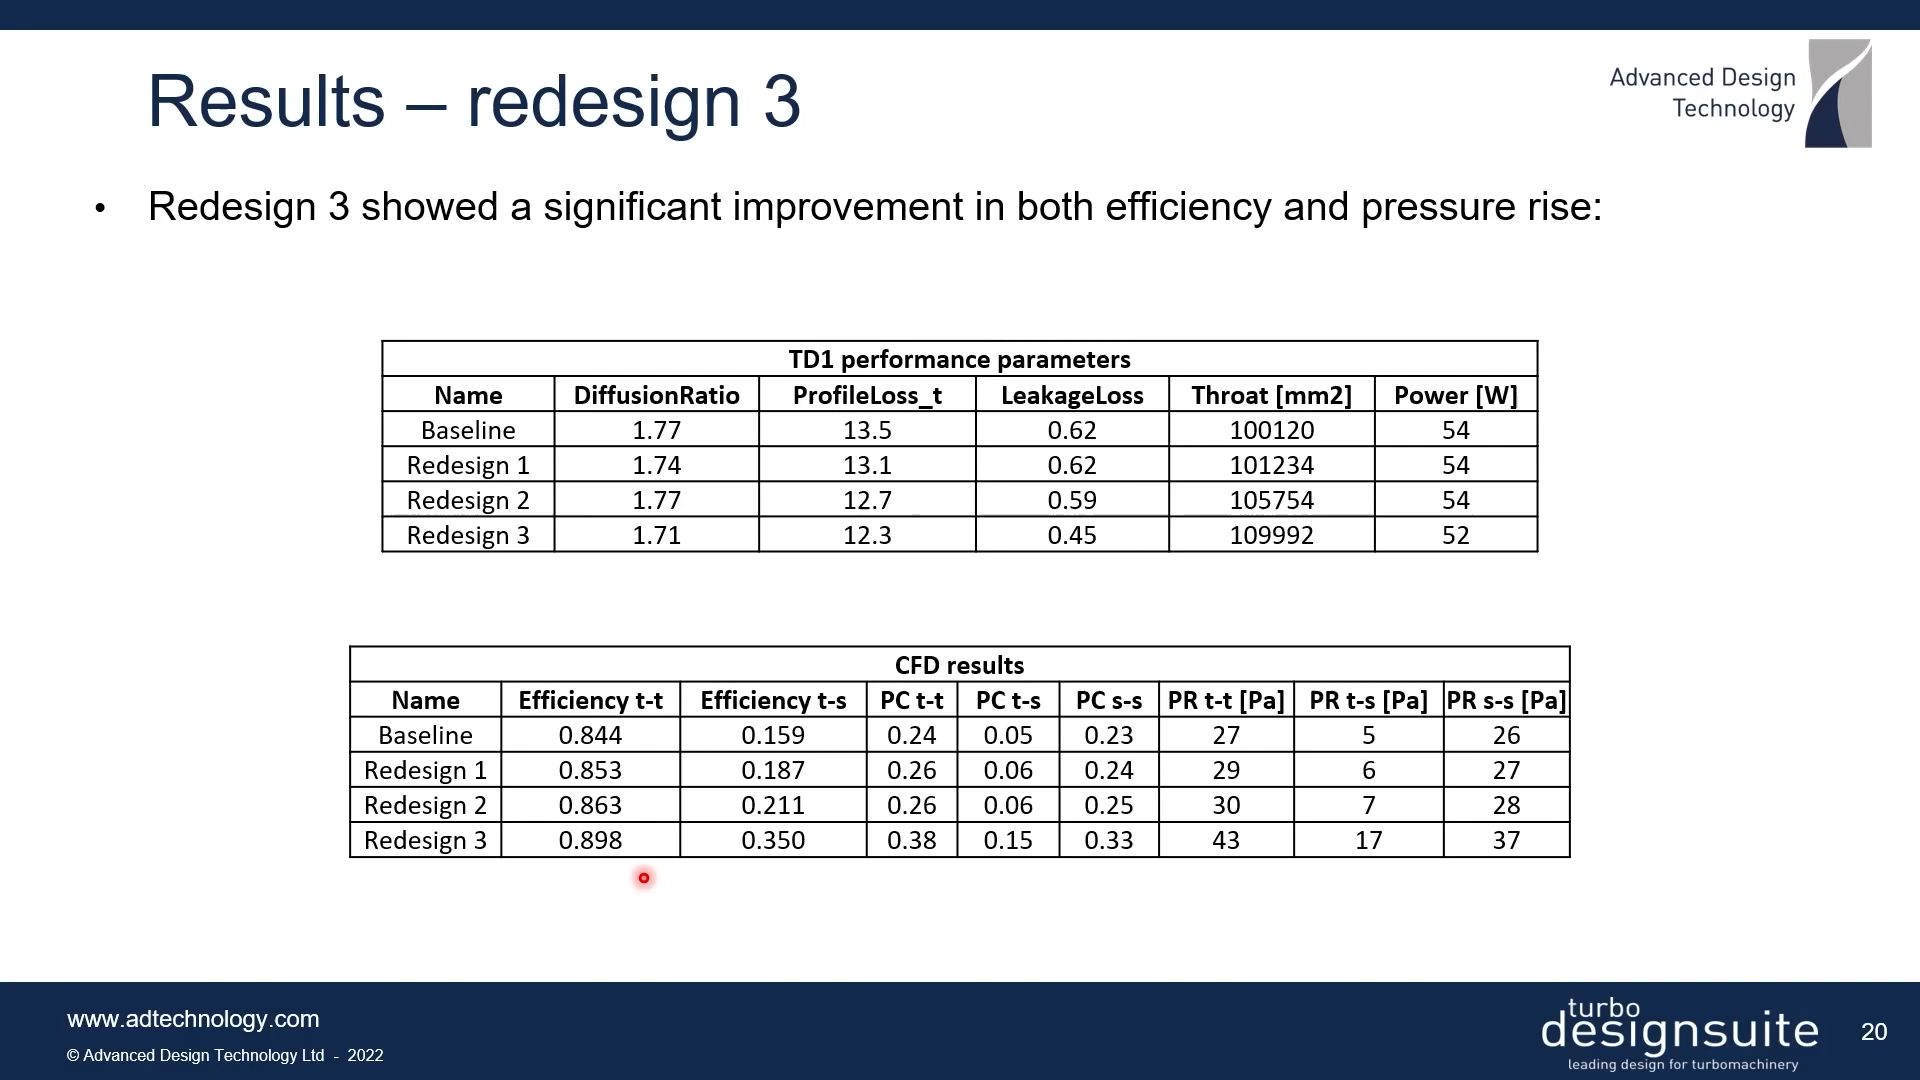 Results – redesign 3
Advanced Design
Technology
• Redesign 3 showed a significant improvement in both efficiency and pressure rise:
TD1 performance parameters
Name DiffusionRatio ProfileLoss_t LeakageLoss Throat [mm2] Power [W]
Baseline 1.77 13.5 0.62 100120 54
Redesign 1 1.74 13.1 0.62 101234 54
Redesign 2 1.77 12.7 0.59 105754 54
Redesign 3 1.71 12.3 0.45 109992 52
CFD results
Name Efficiency t-t Efficiency t-s PC t-t PC t-s PC s-s PR t-t [Pa] PR t-s [Pa] PR s-s [Pa]
Baseline 0.844 0.159 0.24 0.05 0.23 27 5 26
Redesign 1 0.853 0.187 0.26 0.06 0.24 29 6 27
Redesign 2 0.863 0.211 0.26 0.06 0.25 30 7 28
Redesign 3 0.898 0.350 0.38 0.15 0.33 43 17 37
www.adtechnology.com
© Advanced Design Technology Ltd - 2022
turbo
designsuite
leading design for turbomachinery
20